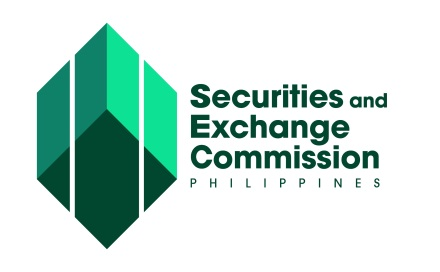 Securities and
Exchange
Commission
PHILIPPINES